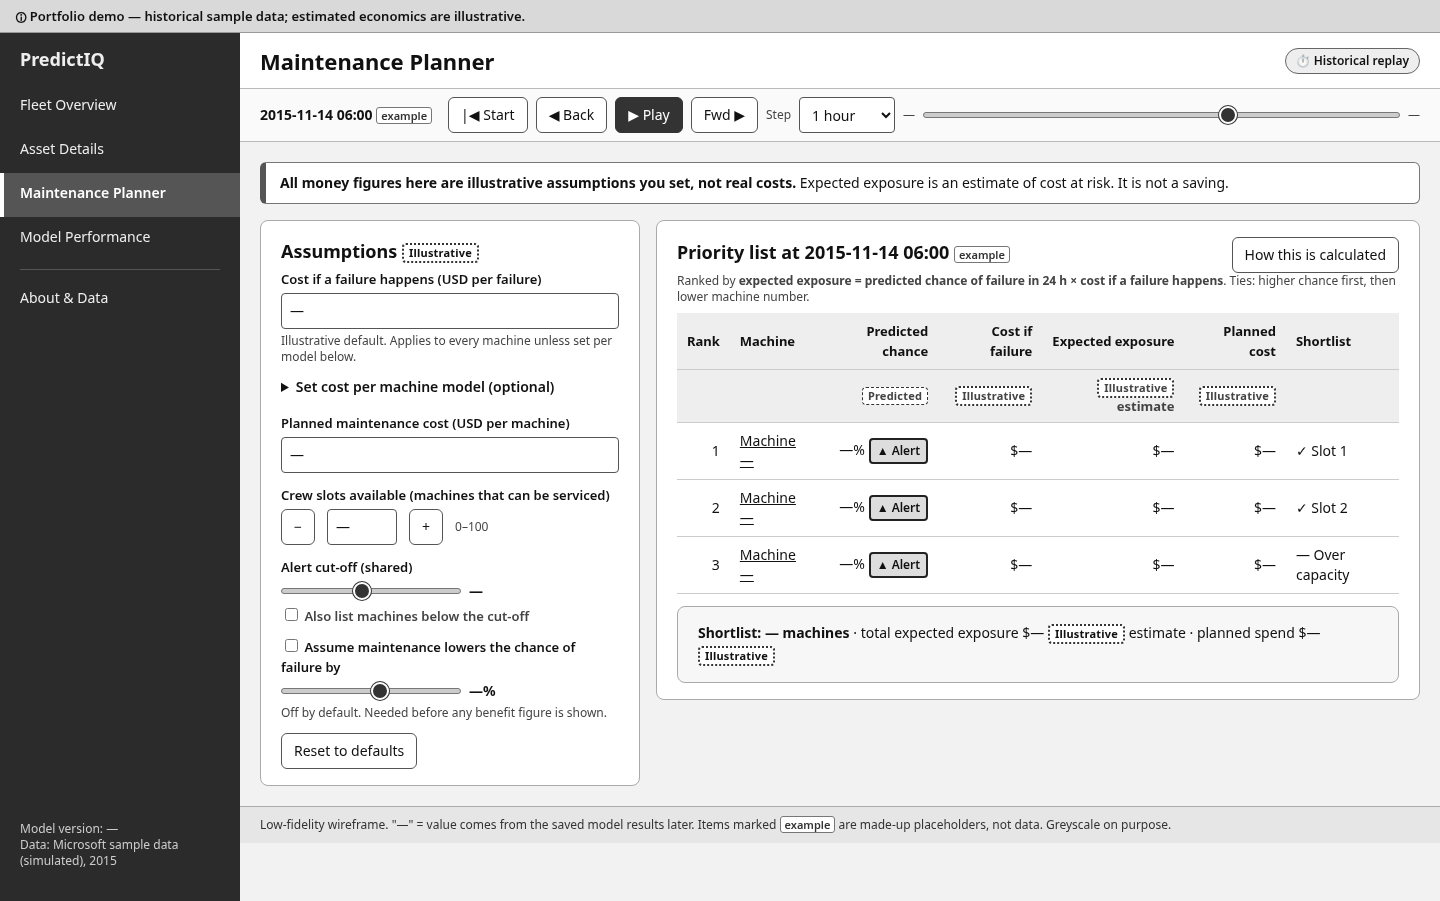 ⓘ Portfolio demo — historical sample data; estimated economics are illustrative.
PredictIQ
Fleet Overview
Asset Details
Maintenance Planner
Model Performance
About & Data
Model version: —
Data: Microsoft sample data
(simulated), 2015
Maintenance Planner
⏱ Historical replay
2015-11-14 06:00 example |◀ Start ◀ Back ▶ Play Fwd ▶ Step 1 hour — —
All money figures here are illustrative assumptions you set, not real costs. Expected exposure is an estimate of cost at risk. It is not a saving.
Assumptions Illustrative
Cost if a failure happens (USD per failure)
—
Illustrative default. Applies to every machine unless set per
model below.
▶ Set cost per machine model (optional)
Planned maintenance cost (USD per machine)
—
Crew slots available (machines that can be serviced)
− — + 0–100
Alert cut-off (shared)
—
Also list machines below the cut-off
Assume maintenance lowers the chance of
failure by
—%
Off by default. Needed before any benefit figure is shown.
Reset to defaults
Priority list at 2015-11-14 06:00 example
How this is calculated
Ranked by expected exposure = predicted chance of failure in 24 h × cost if a failure happens. Ties: higher chance first, then
lower machine number.
Rank Machine Predicted chance Cost if failure Expected exposure Planned cost Shortlist
Predicted Illustrative Illustrative estimate Illustrative
1 Machine — —% ▲ Alert $— $— $— ✓ Slot 1
2 Machine — —% ▲ Alert $— $— $— ✓ Slot 2
3 Machine — —% ▲ Alert $— $— $— — Over capacity
Shortlist: — machines · total expected exposure $— Illustrative estimate · planned spend $—
Illustrative
Low-fidelity wireframe. "—" = value comes from the saved model results later. Items marked example are made-up placeholders, not data. Greyscale on purpose.